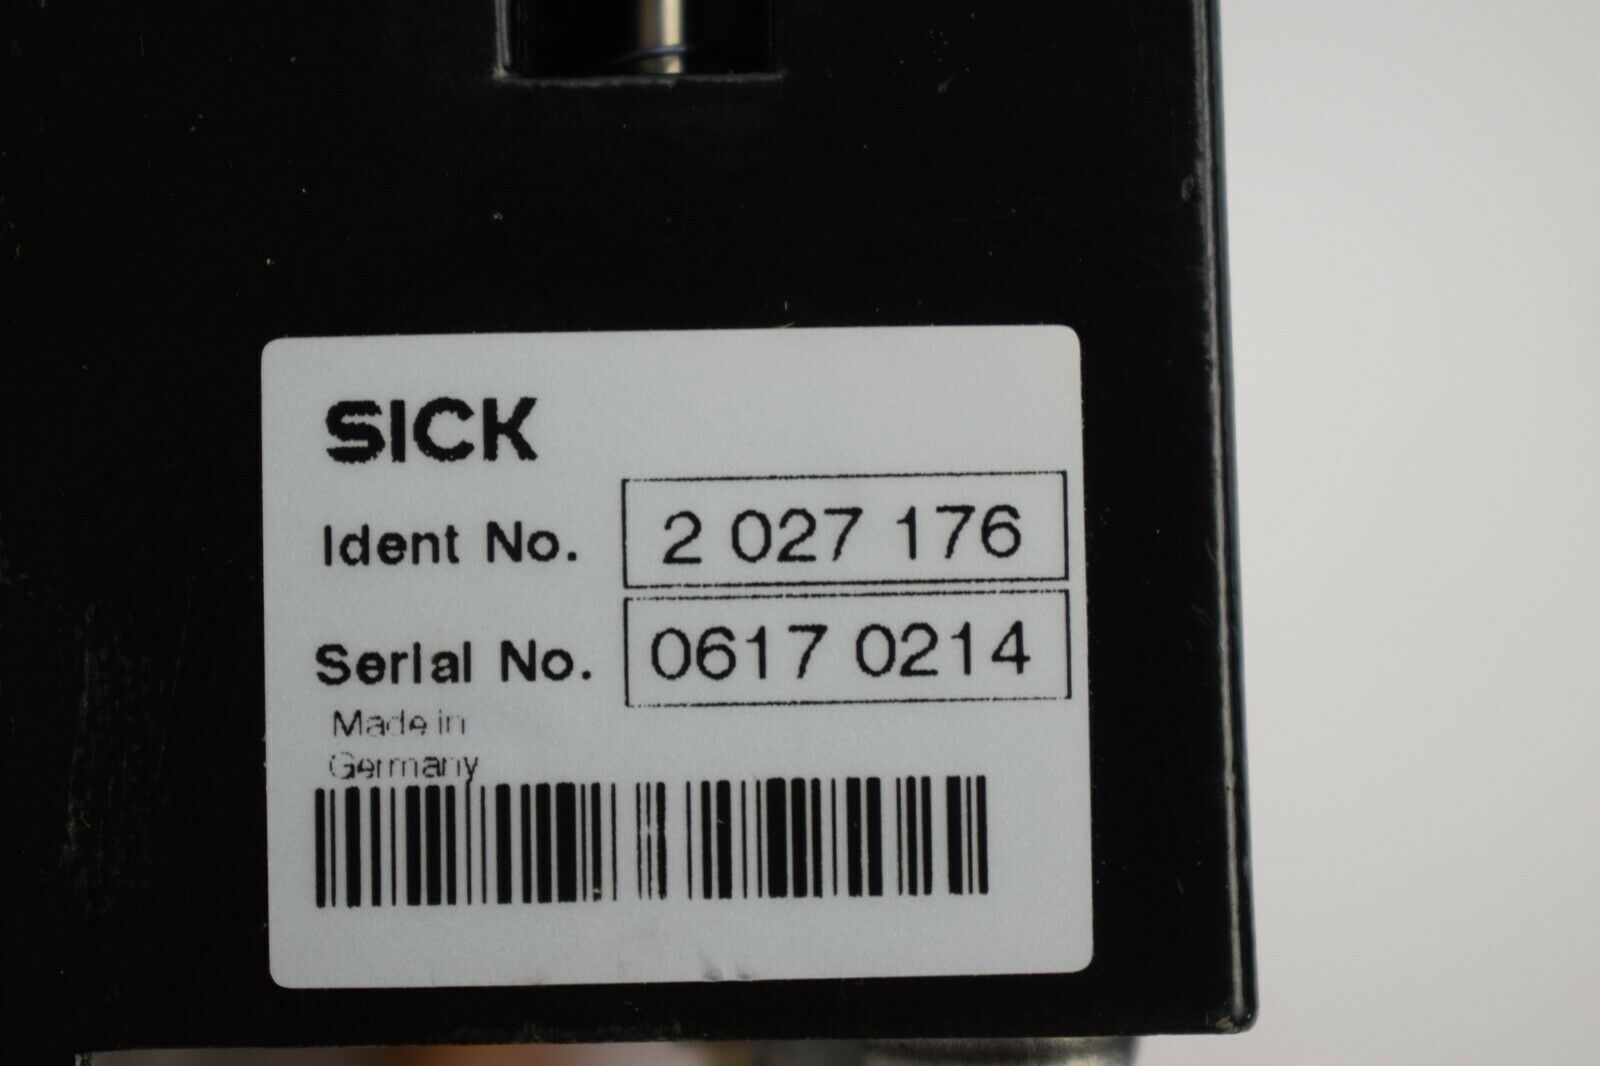 SICK
Ident No. 2 027 176
Serial No. 0617 0214
Made in
Germany